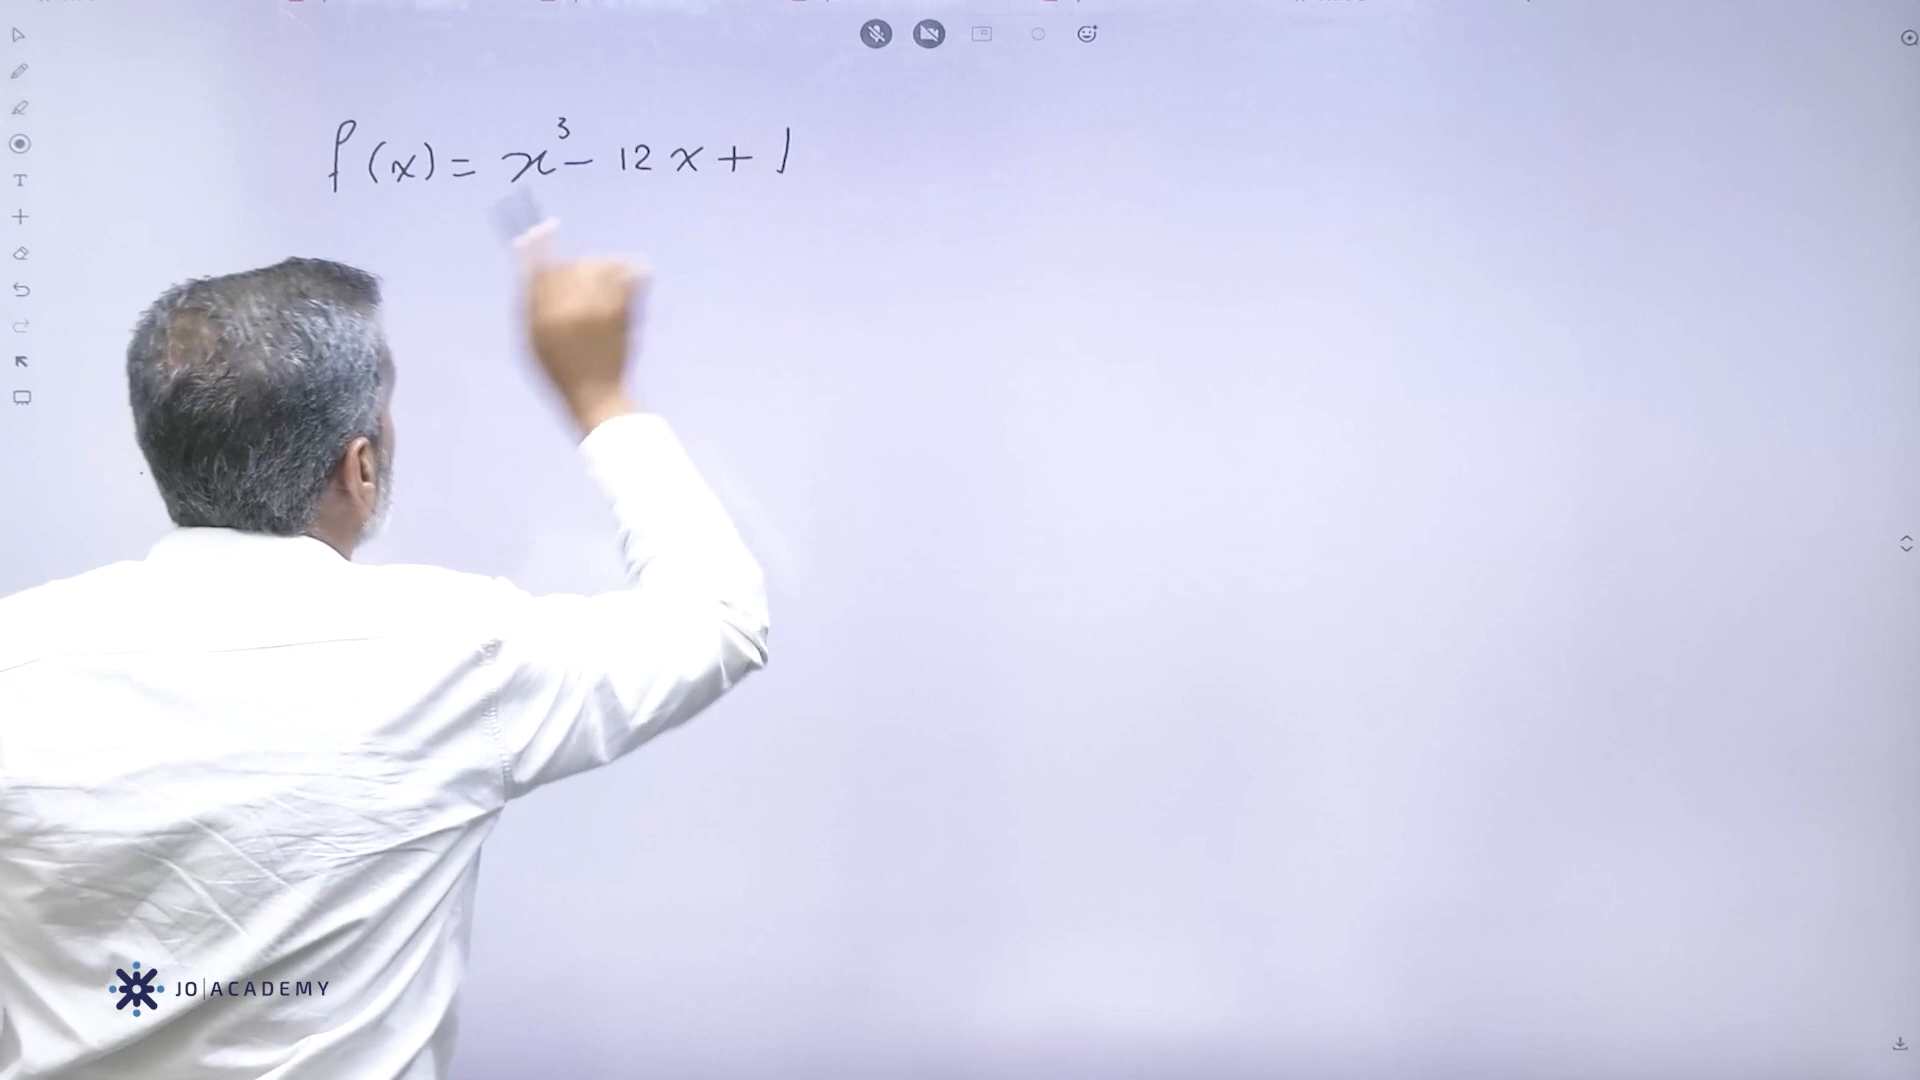 f(x) = x³ - 12x + 1
JO|ACADEMY